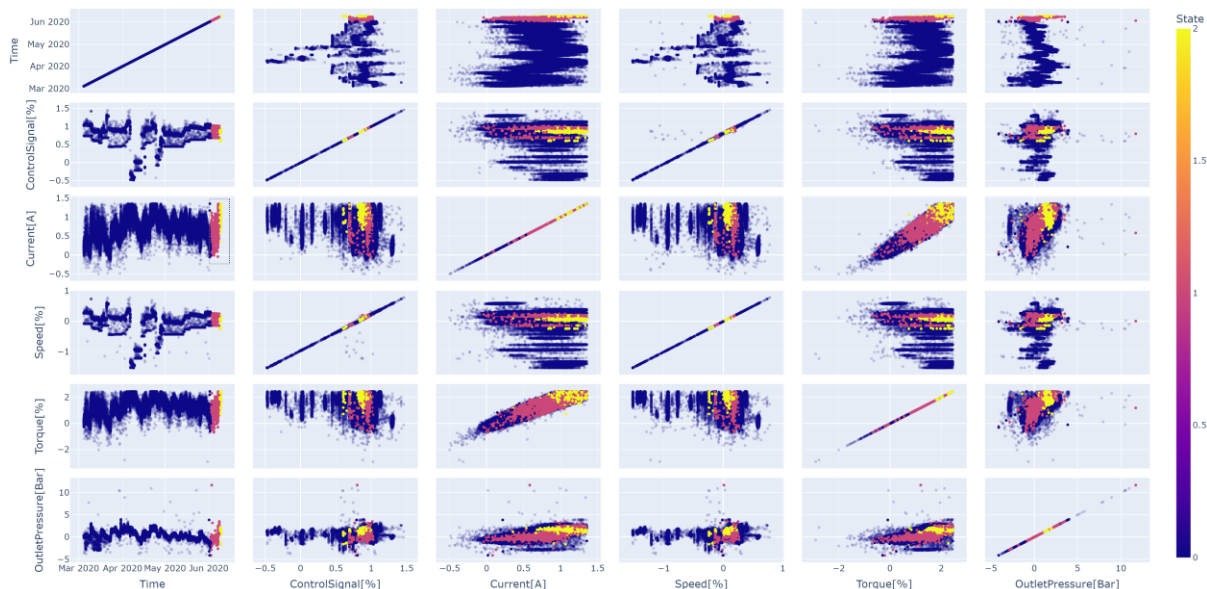 State
2
1.5
1
0.5
0
Time
Jun 2020
May 2020
Apr 2020
Mar 2020
ControlSignal[%]
1.5
1
0.5
0
−0.5
Current[A]
1.5
1
0.5
0
−0.5
Speed[%]
1
0
−1
Torque[%]
2
0
−2
OutletPressure[Bar]
10
5
0
−5
Mar 2020 Apr 2020 May 2020 Jun 2020
−0.5 0 0.5 1 1.5
−0.5 0 0.5 1 1.5
−1 0 1
−2 0 2
−5 0 5 10
Time
ControlSignal[%]
Current[A]
Speed[%]
Torque[%]
OutletPressure[Bar]